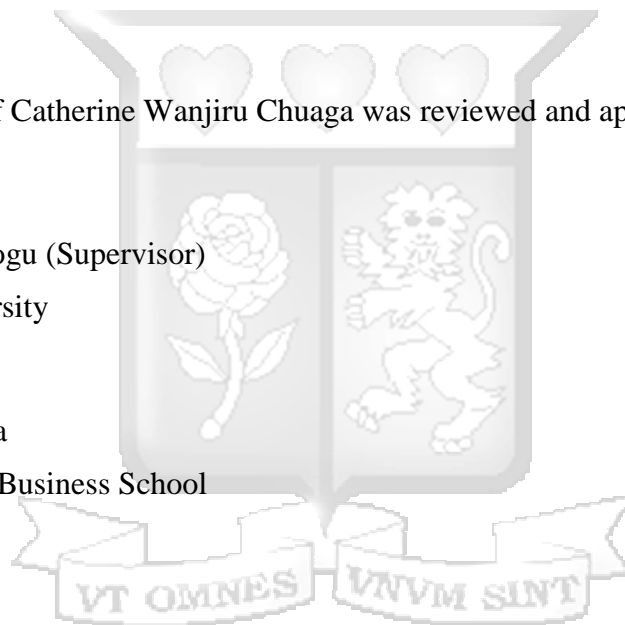 f Catherine Wanjiru Chuaga was reviewed and ap
ogu (Supervisor)
rsity
a
Business School
VT OMNES VNVM SINT